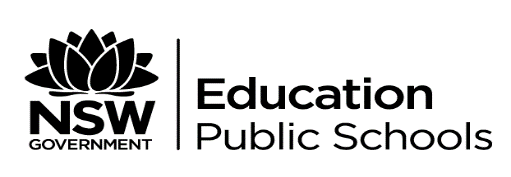 NSW
GOVERNMENT
Education
Public Schools